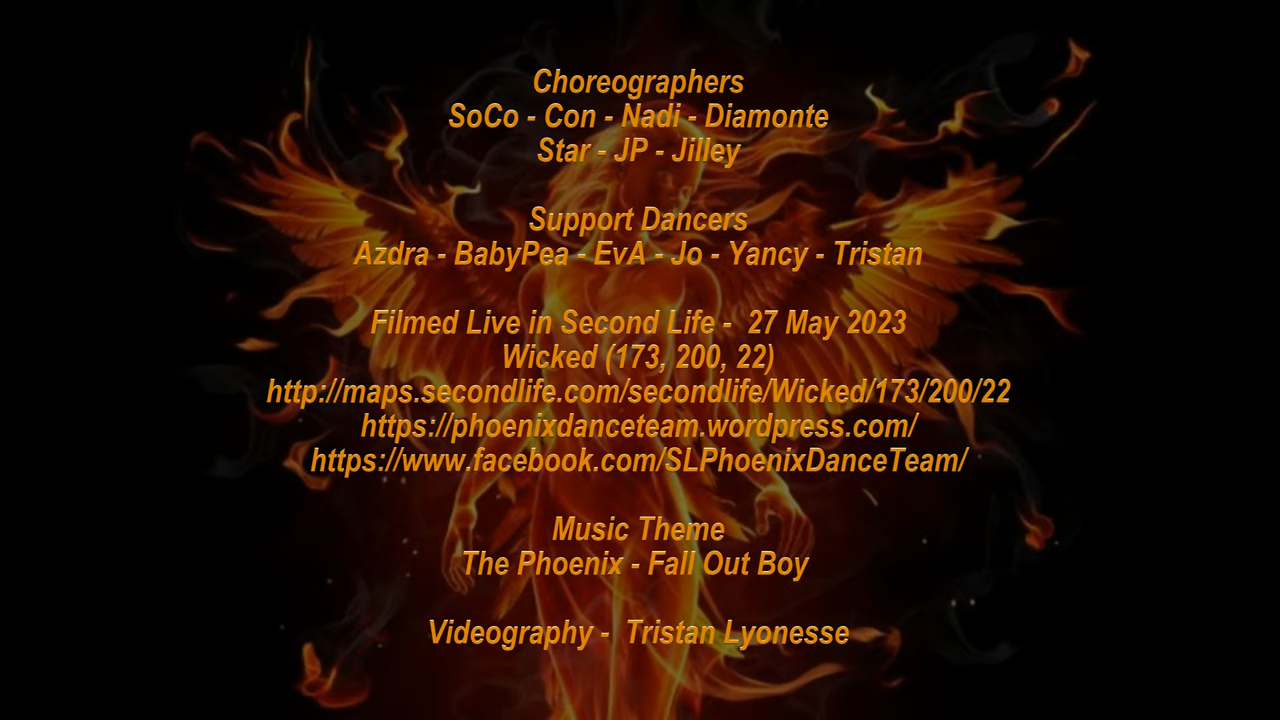 Choreographers
SoCo - Con - Nadi - Diamonte
Star - JP - Jilley
Support Dancers
Azdra - BabyPea - EvA - Jo - Yancy - Tristan
Filmed Live in Second Life -  27 May 2023
Wicked (173, 200, 22)
http://maps.secondlife.com/secondlife/Wicked/173/200/22
https://phoenixdanceteam.wordpress.com/
https://www.facebook.com/SLPhoenixDanceTeam/
Music Theme
The Phoenix - Fall Out Boy
Videography -  Tristan Lyonesse